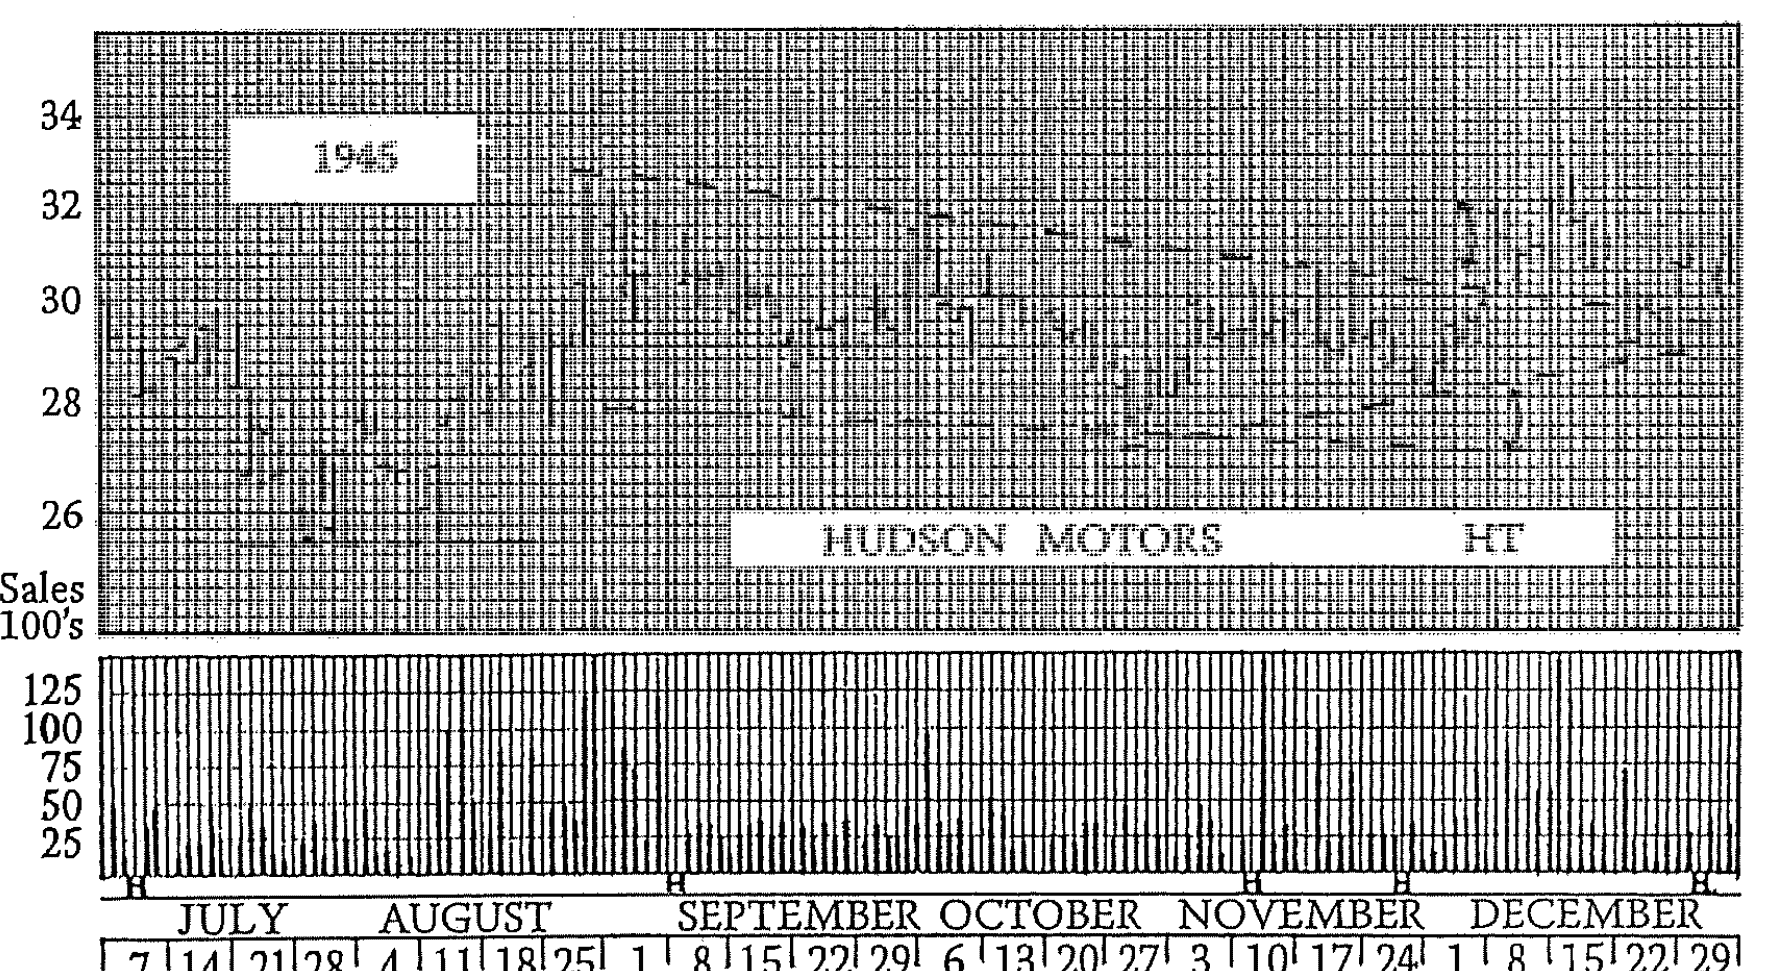 34
1945
32
30
28
26
HUDSON MOTORS HT
Sales
100's
125
100
75
50
25
H H H H H
JULY AUGUST SEPTEMBER OCTOBER NOVEMBER DECEMBER
7 14 21 28 4 11 18 25 1 8 15 22 29 6 13 20 27 3 10 17 24 1 8 15 22 29